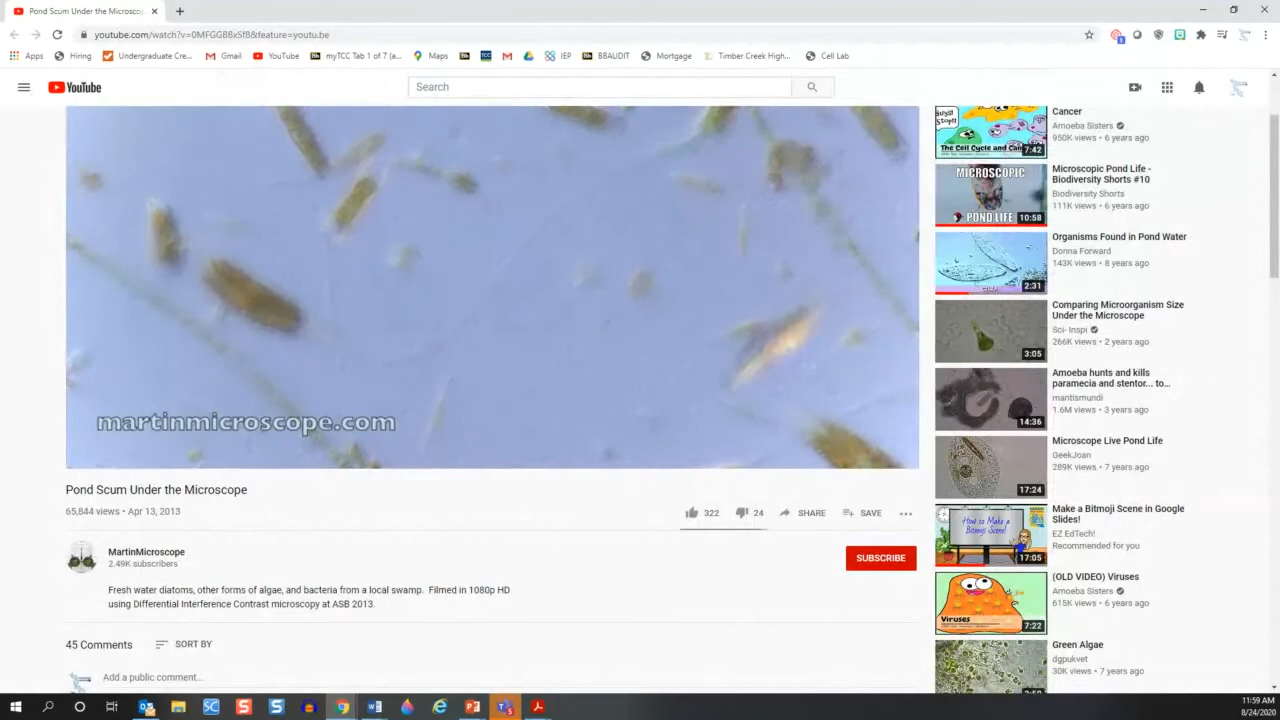 Pond Scum Under the Microscop
youtube.com/watch?v=0MFGGB8xSf8&feature=youtu.be
Apps
Hiring
Undergraduate Cre...
Gmail
YouTube
Bb
myTCC Tab 1 of 7 (a...
Maps
Bb
TCC
IEP
Bb
BBAUDIT
Mortgage
Timber Creek High...
Cell Lab
YouTube
Search
martinmicroscope.com
Pond Scum Under the Microscope
65,844 views • Apr 13, 2013
322
24
SHARE
SAVE
MartinMicroscope
2.49K subscribers
SUBSCRIBE
Fresh water diatoms, other forms of algae, and bacteria from a local swamp. Filmed in 1080p HD
using Differential Interference Contrast microscopy at ASB 2013.
45 Comments
SORT BY
Add a public comment...
The Cell Cycle and Can
7:42
Cancer
Amoeba Sisters
950K views • 6 years ago
MICROSCOPIC
POND LIFE
10:58
Microscopic Pond Life -
Biodiversity Shorts #10
Biodiversity Shorts
111K views • 6 years ago
2:31
Organisms Found in Pond Water
Donna Forward
143K views • 8 years ago
3:05
Comparing Microorganism Size
Under the Microscope
Sci- Inspi
266K views • 2 years ago
14:36
Amoeba hunts and kills
paramecia and stentor... to...
mantismundi
1.6M views • 3 years ago
17:24
Microscope Live Pond Life
GeekJoan
289K views • 7 years ago
How to Make a
Bitmoji Scene!
17:05
Make a Bitmoji Scene in Google
Slides!
EZ EdTech!
Recommended for you
Viruses
7:22
(OLD VIDEO) Viruses
Amoeba Sisters
615K views • 6 years ago
Green Algae
dgpukvet
30K views • 7 years ago
11:59 AM
8/24/2020